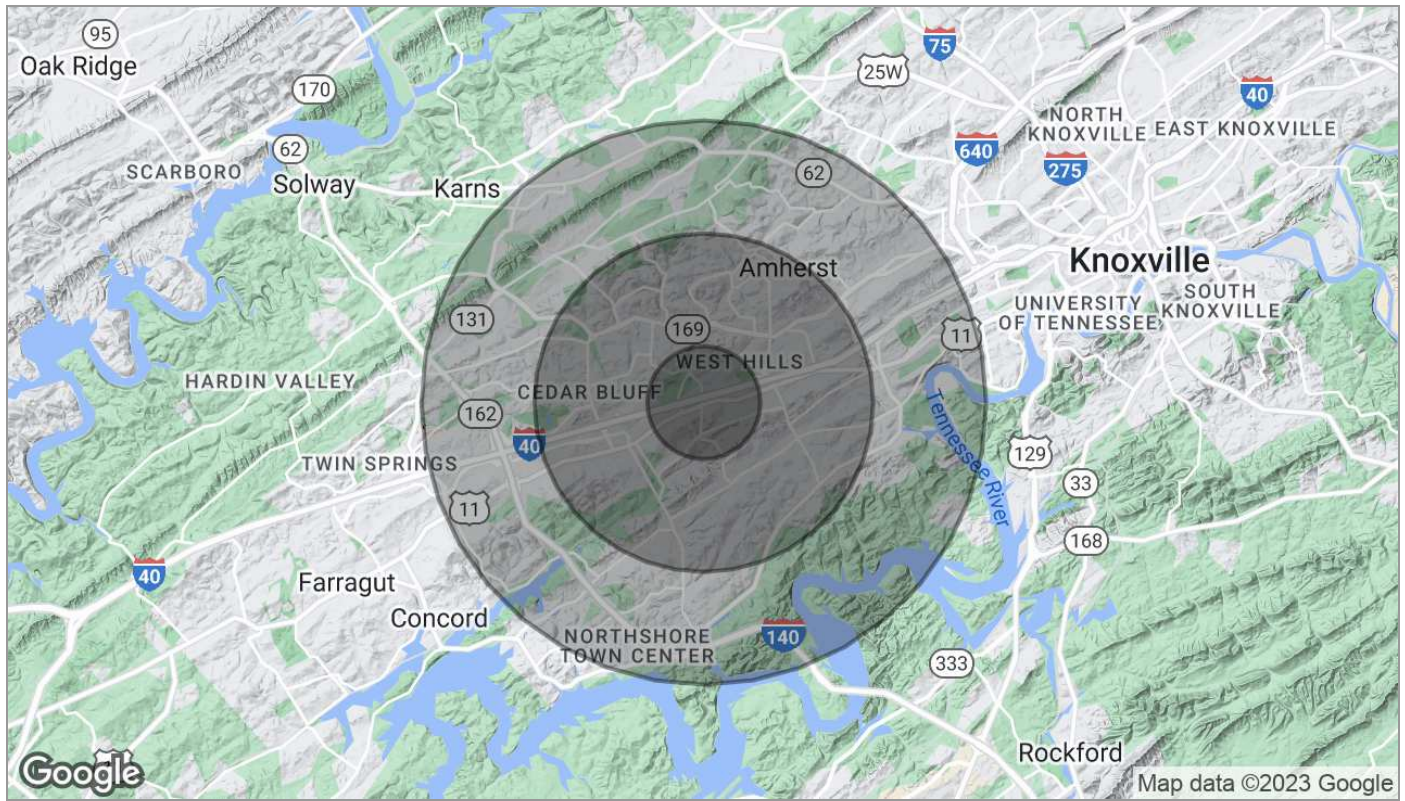 95
Oak Ridge
170
75
25W
40
NORTH
KNOXVILLE
EAST KNOXVILLE
62
SCARBORO
Solway
Karns
62
640
275
Amherst
Knoxville
SOUTH
KNOXVILLE
UNIVERSITY
OF TENNESSEE
131
169
11
WEST HILLS
HARDIN VALLEY
CEDAR BLUFF
162
40
Tennessee River
TWIN SPRINGS
129
33
11
168
40
Farragut
Concord
NORTHSHORE
TOWN CENTER
140
333
Rockford
Google
Map data ©2023 Google